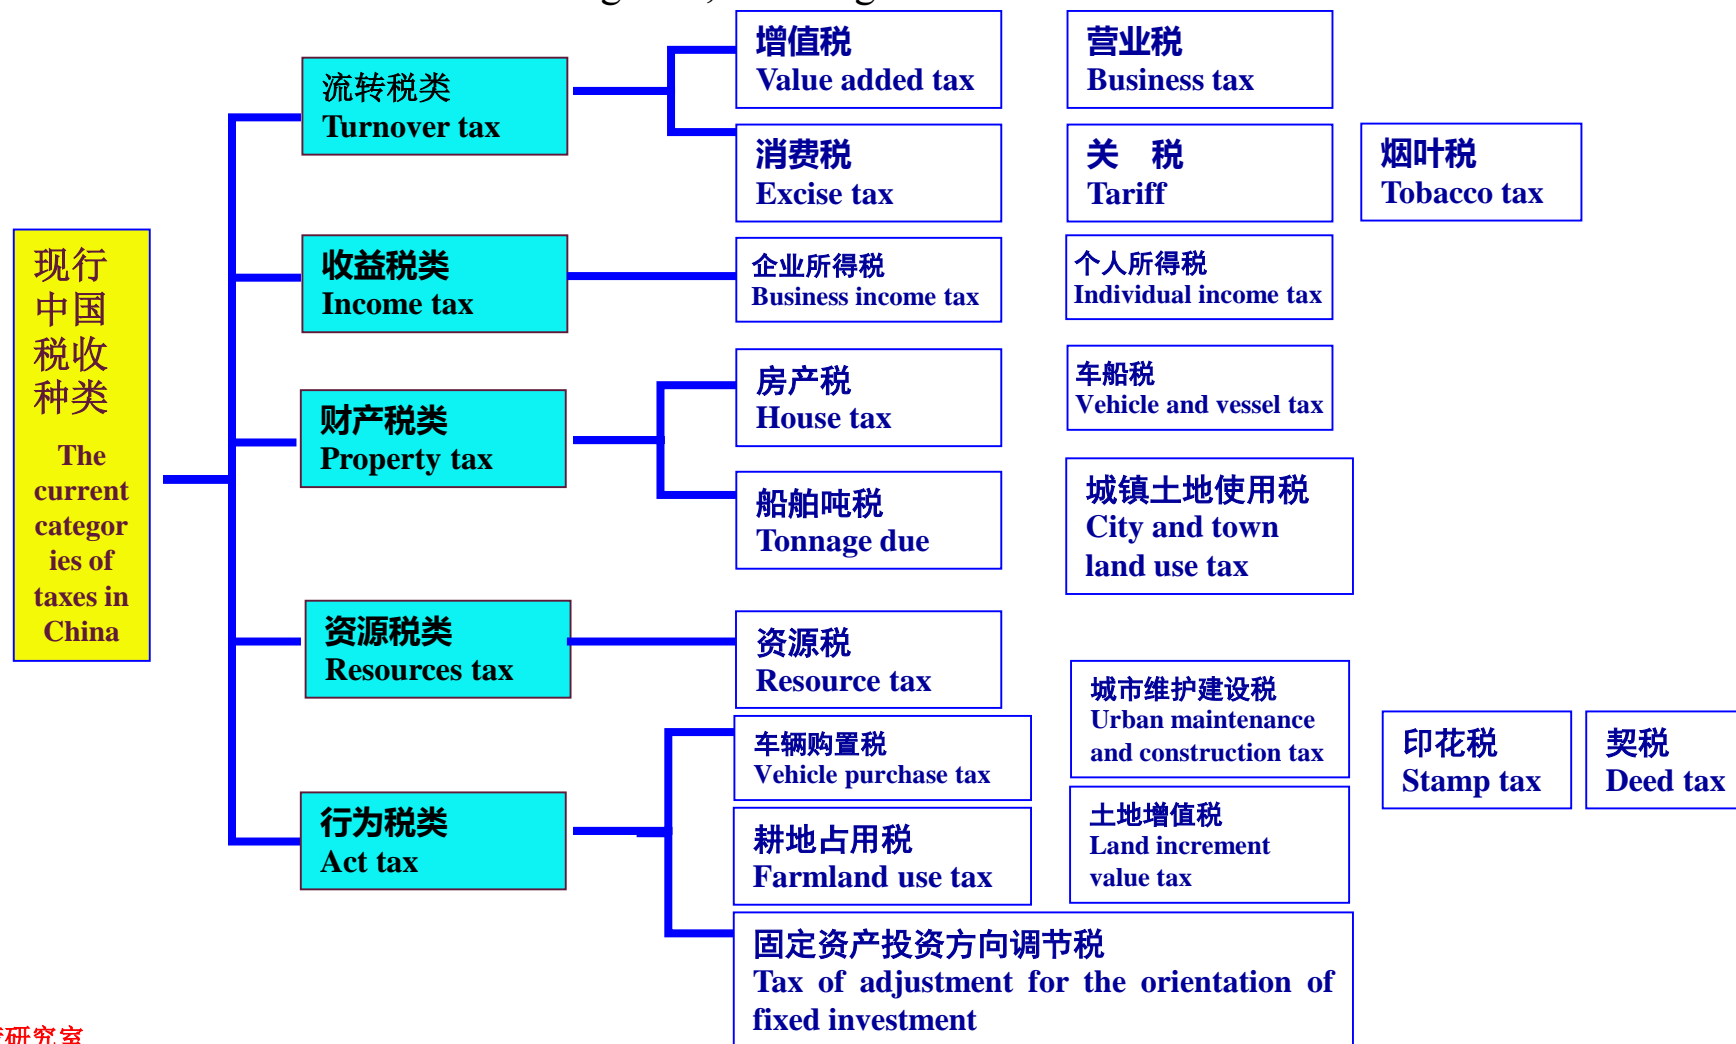 增值税
Value added tax
营业税
Business tax
流转税类
Turnover tax
消费税
Excise tax
关 税
Tariff
烟叶税
Tobacco tax
现行
中国
税收
种类
The
current
categor
ies of
taxes in
China
收益税类
Income tax
企业所得税
Business income tax
个人所得税
Individual income tax
财产税类
Property tax
房产税
House tax
车船税
Vehicle and vessel tax
船舶吨税
Tonnage due
城镇土地使用税
City and town
land use tax
资源税类
Resources tax
资源税
Resource tax
行为税类
Act tax
车辆购置税
Vehicle purchase tax
城市维护建设税
Urban maintenance
and construction tax
印花税
Stamp tax
契税
Deed tax
耕地占用税
Farmland use tax
土地增值税
Land increment
value tax
固定资产投资方向调节税
Tax of adjustment for the orientation of
fixed investment
研究室